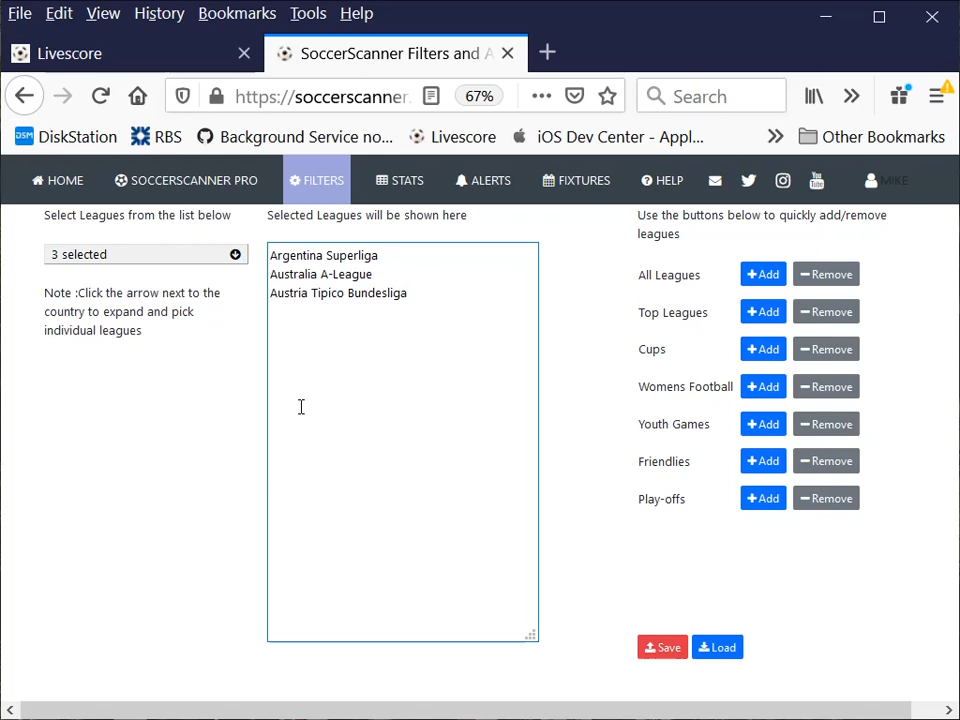 File Edit View History Bookmarks Tools Help
Livescore
SoccerScanner Filters and A
https://soccerscanner.
67%
Search
DSM DiskStation
RBS
Background Service no...
Livescore
iOS Dev Center - Appl...
Other Bookmarks
HOME
SOCCERSCANNER PRO
FILTERS
STATS
ALERTS
FIXTURES
HELP
You Tube
MIKE
Select Leagues from the list below
3 selected
Note :Click the arrow next to the
country to expand and pick
individual leagues
Selected Leagues will be shown here
Argentina Superliga
Australia A-League
Austria Tipico Bundesliga
Use the buttons below to quickly add/remove
leagues
All Leagues Add Remove
Top Leagues Add Remove
Cups Add Remove
Womens Football Add Remove
Youth Games Add Remove
Friendlies Add Remove
Play-offs Add Remove
Save Load